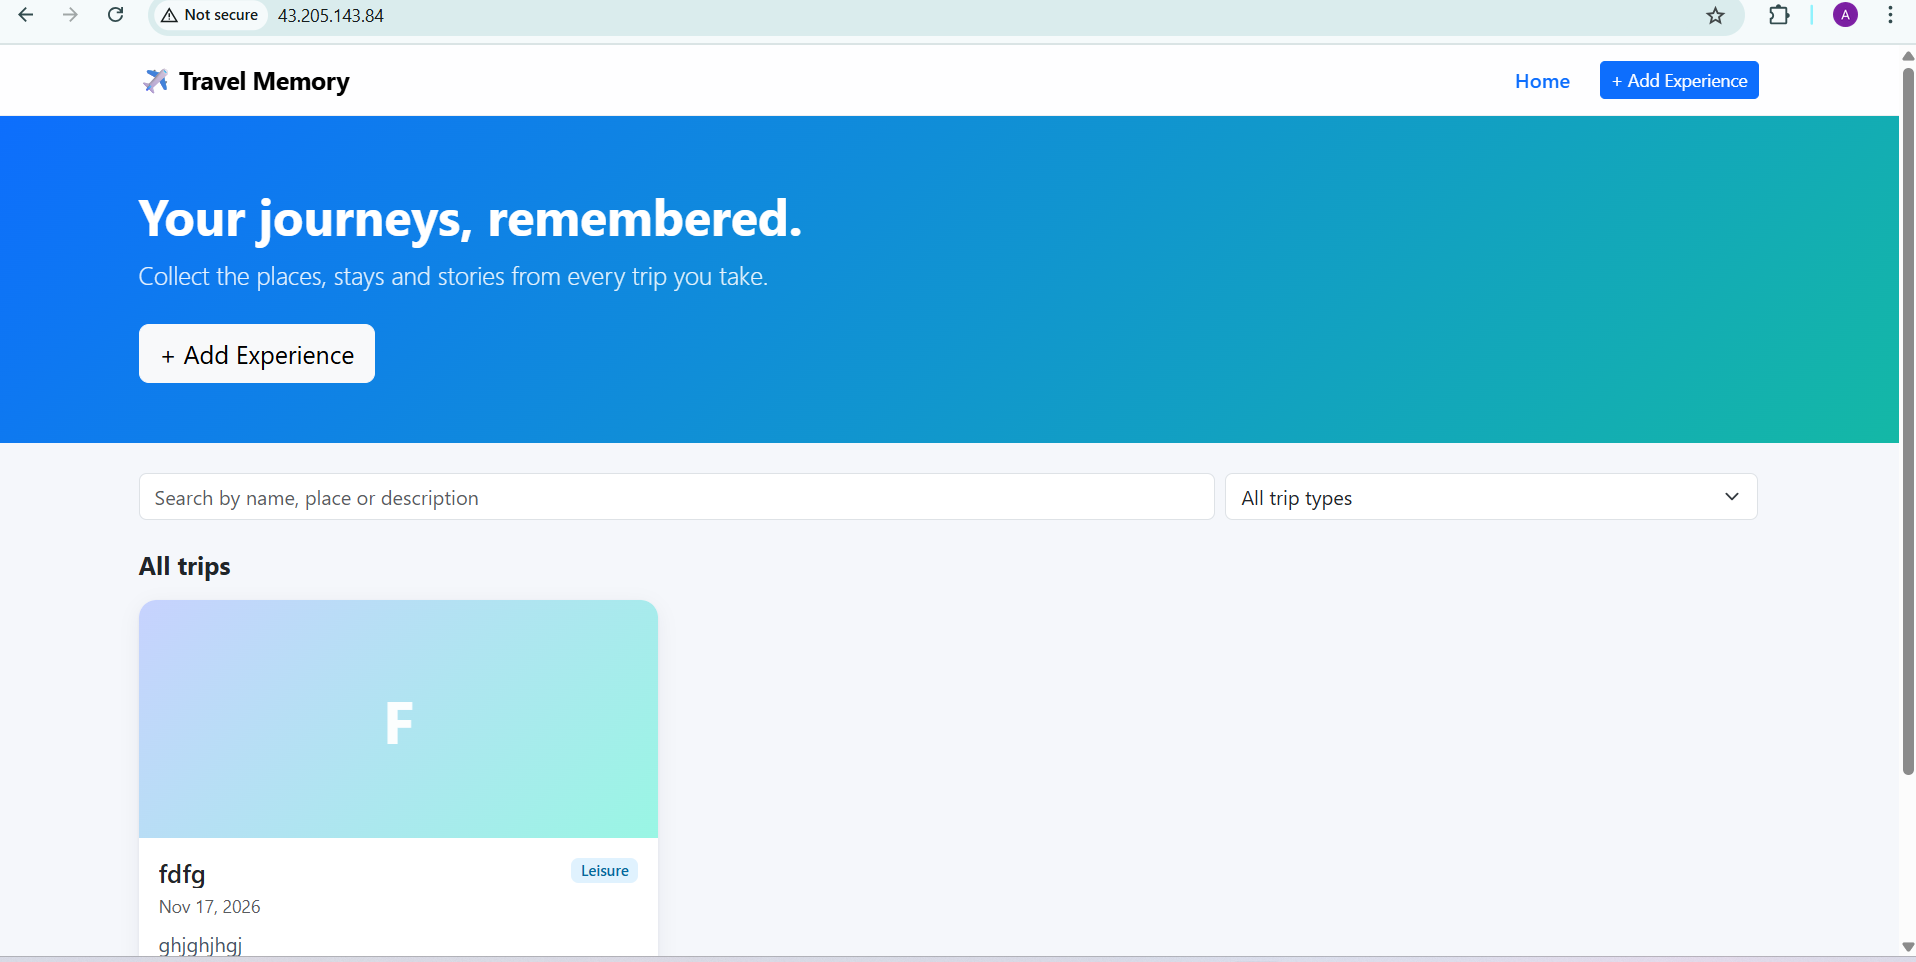 Not secure 43.205.143.84
A
Travel Memory
Home
+ Add Experience
Your journeys, remembered.
Collect the places, stays and stories from every trip you take.
+ Add Experience
Search by name, place or description
All trip types
All trips
F
fdfg
Leisure
Nov 17, 2026
ghjghjhgj